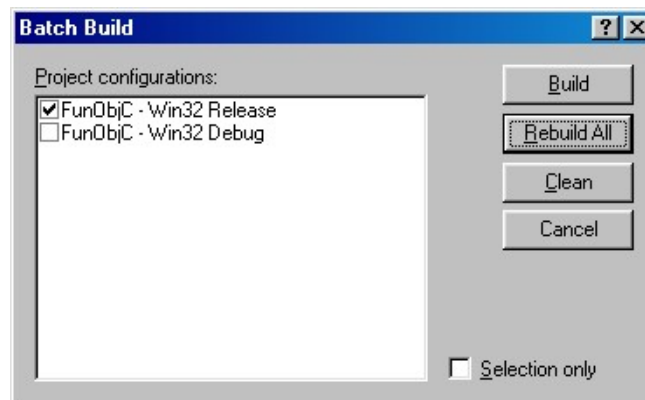 Batch Build
Project configurations:
FunObjC - Win32 Release
FunObjC - Win32 Debug
Build
Rebuild All
Clean
Cancel
Selection only